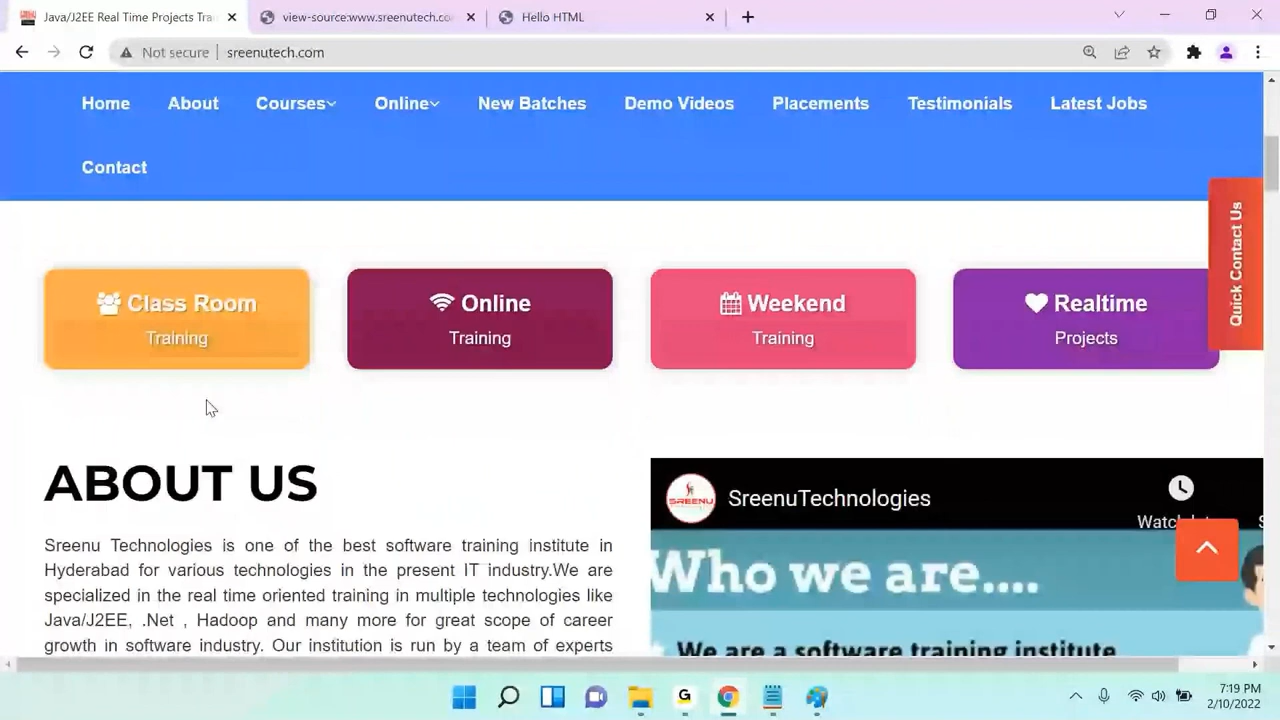 Java/J2EE Real Time Projects Tra
view-source:www.sreenutech.co
Hello HTML
Not secure
sreenutech.com
Home
About
Courses
Online
New Batches
Demo Videos
Placements
Testimonials
Latest Jobs
Contact
Quick Contact Us
Class Room
Training
Online
Training
Weekend
Training
Realtime
Projects
ABOUT US
Sreenu Technologies is one of the best software training institute in
Hyderabad for various technologies in the present IT industry.We are
specialized in the real time oriented training in multiple technologies like
Java/J2EE, .Net , Hadoop and many more for great scope of career
growth in software industry. Our institution is run by a team of experts
SREENU
SreenuTechnologies
Who we are....
We are a software training institute
7:19 PM
2/10/2022